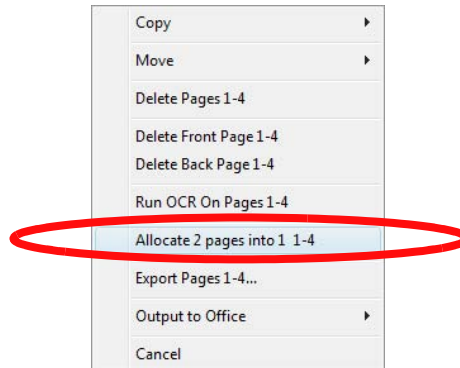 Copy
Move
Delete Pages 1-4
Delete Front Page 1-4
Delete Back Page 1-4
Run OCR On Pages 1-4
Allocate 2 pages into 1  1-4
Export Pages 1-4...
Output to Office
Cancel